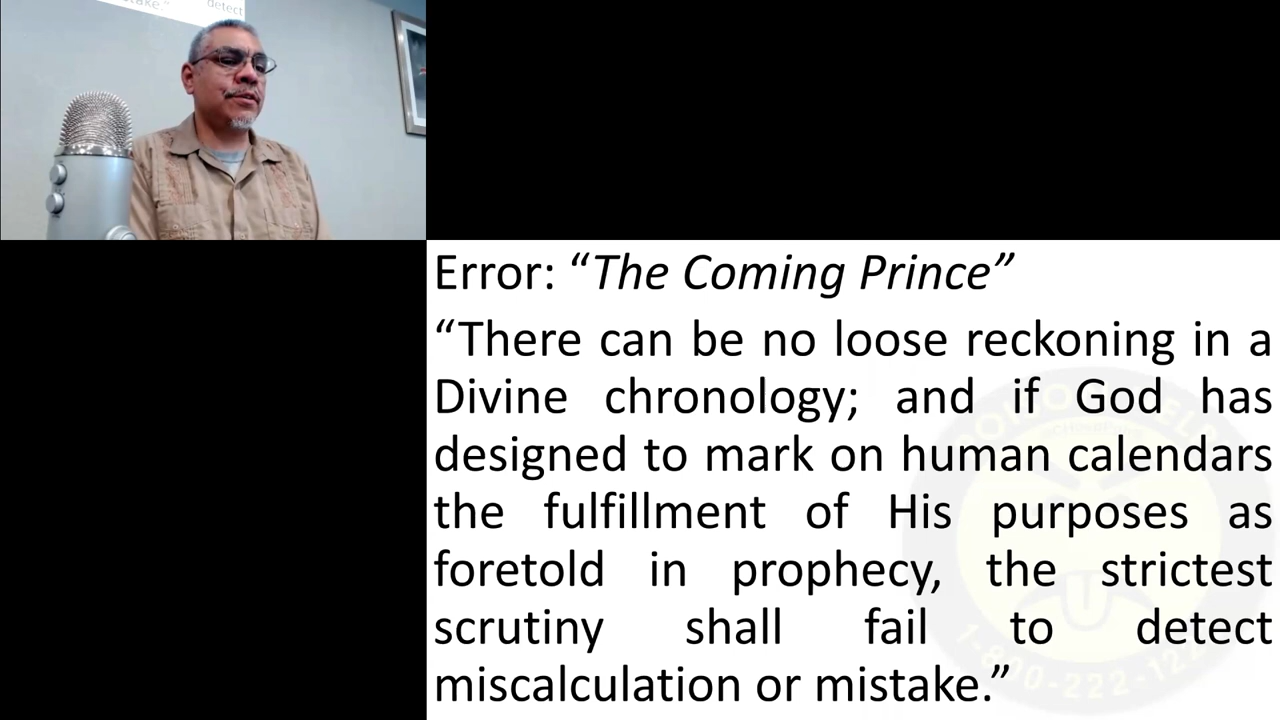 take.” detect
Error: “The Coming Prince”
“There can be no loose reckoning in a
Divine chronology; and if God has
designed to mark on human calendars
the fulfillment of His purposes as
foretold in prophecy, the strictest
scrutiny shall fail to detect
miscalculation or mistake.”